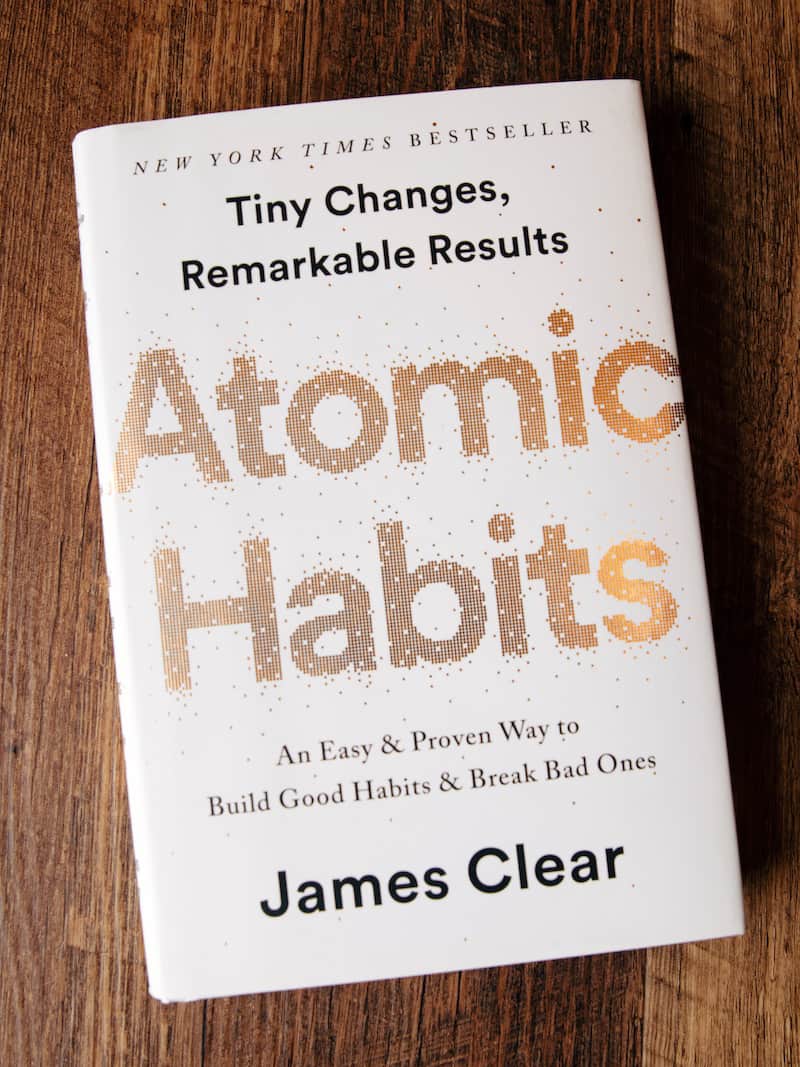 NEW YORK TIMES BESTSELLER
Tiny Changes,
Remarkable Results
Atomic
Habits
An Easy & Proven Way to
Build Good Habits & Break Bad Ones
James Clear